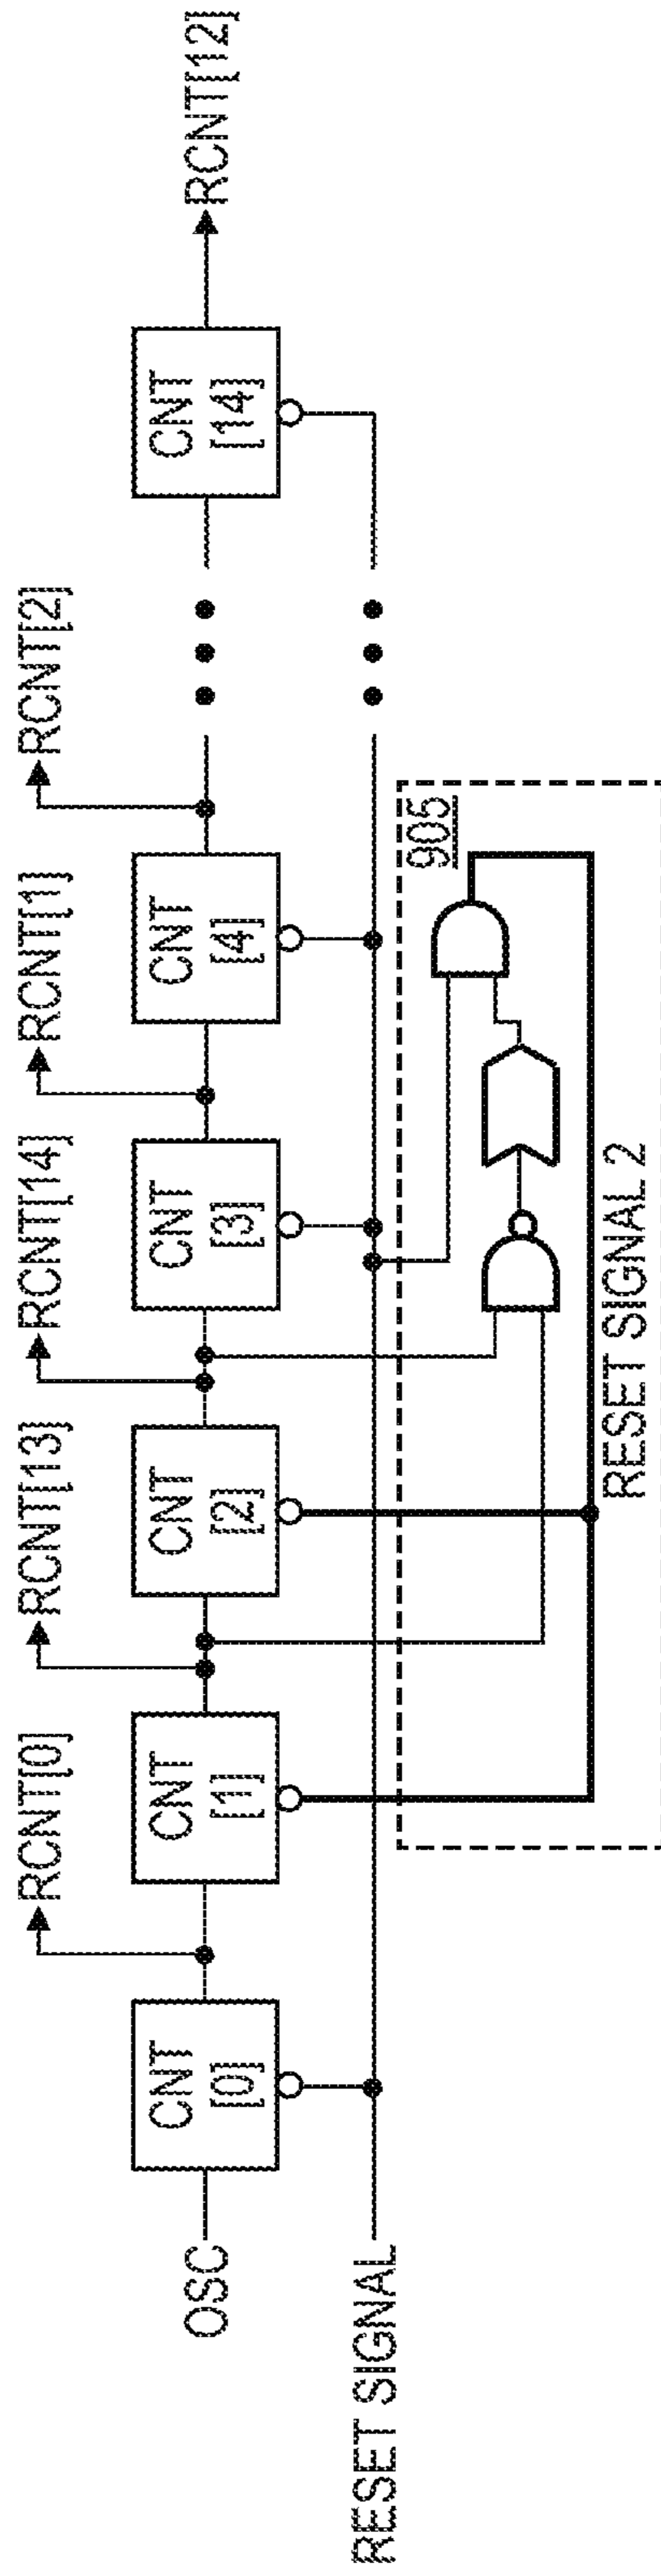 RCNT[0]
RCNT[13]
RCNT[14]
RCNT[1]
RCNT[2]
OSC
CNT
[0]
CNT
[1]
CNT
[2]
CNT
[3]
CNT
[4]
CNT
[14]
RCNT[12]
RESET SIGNAL
905
RESET SIGNAL 2